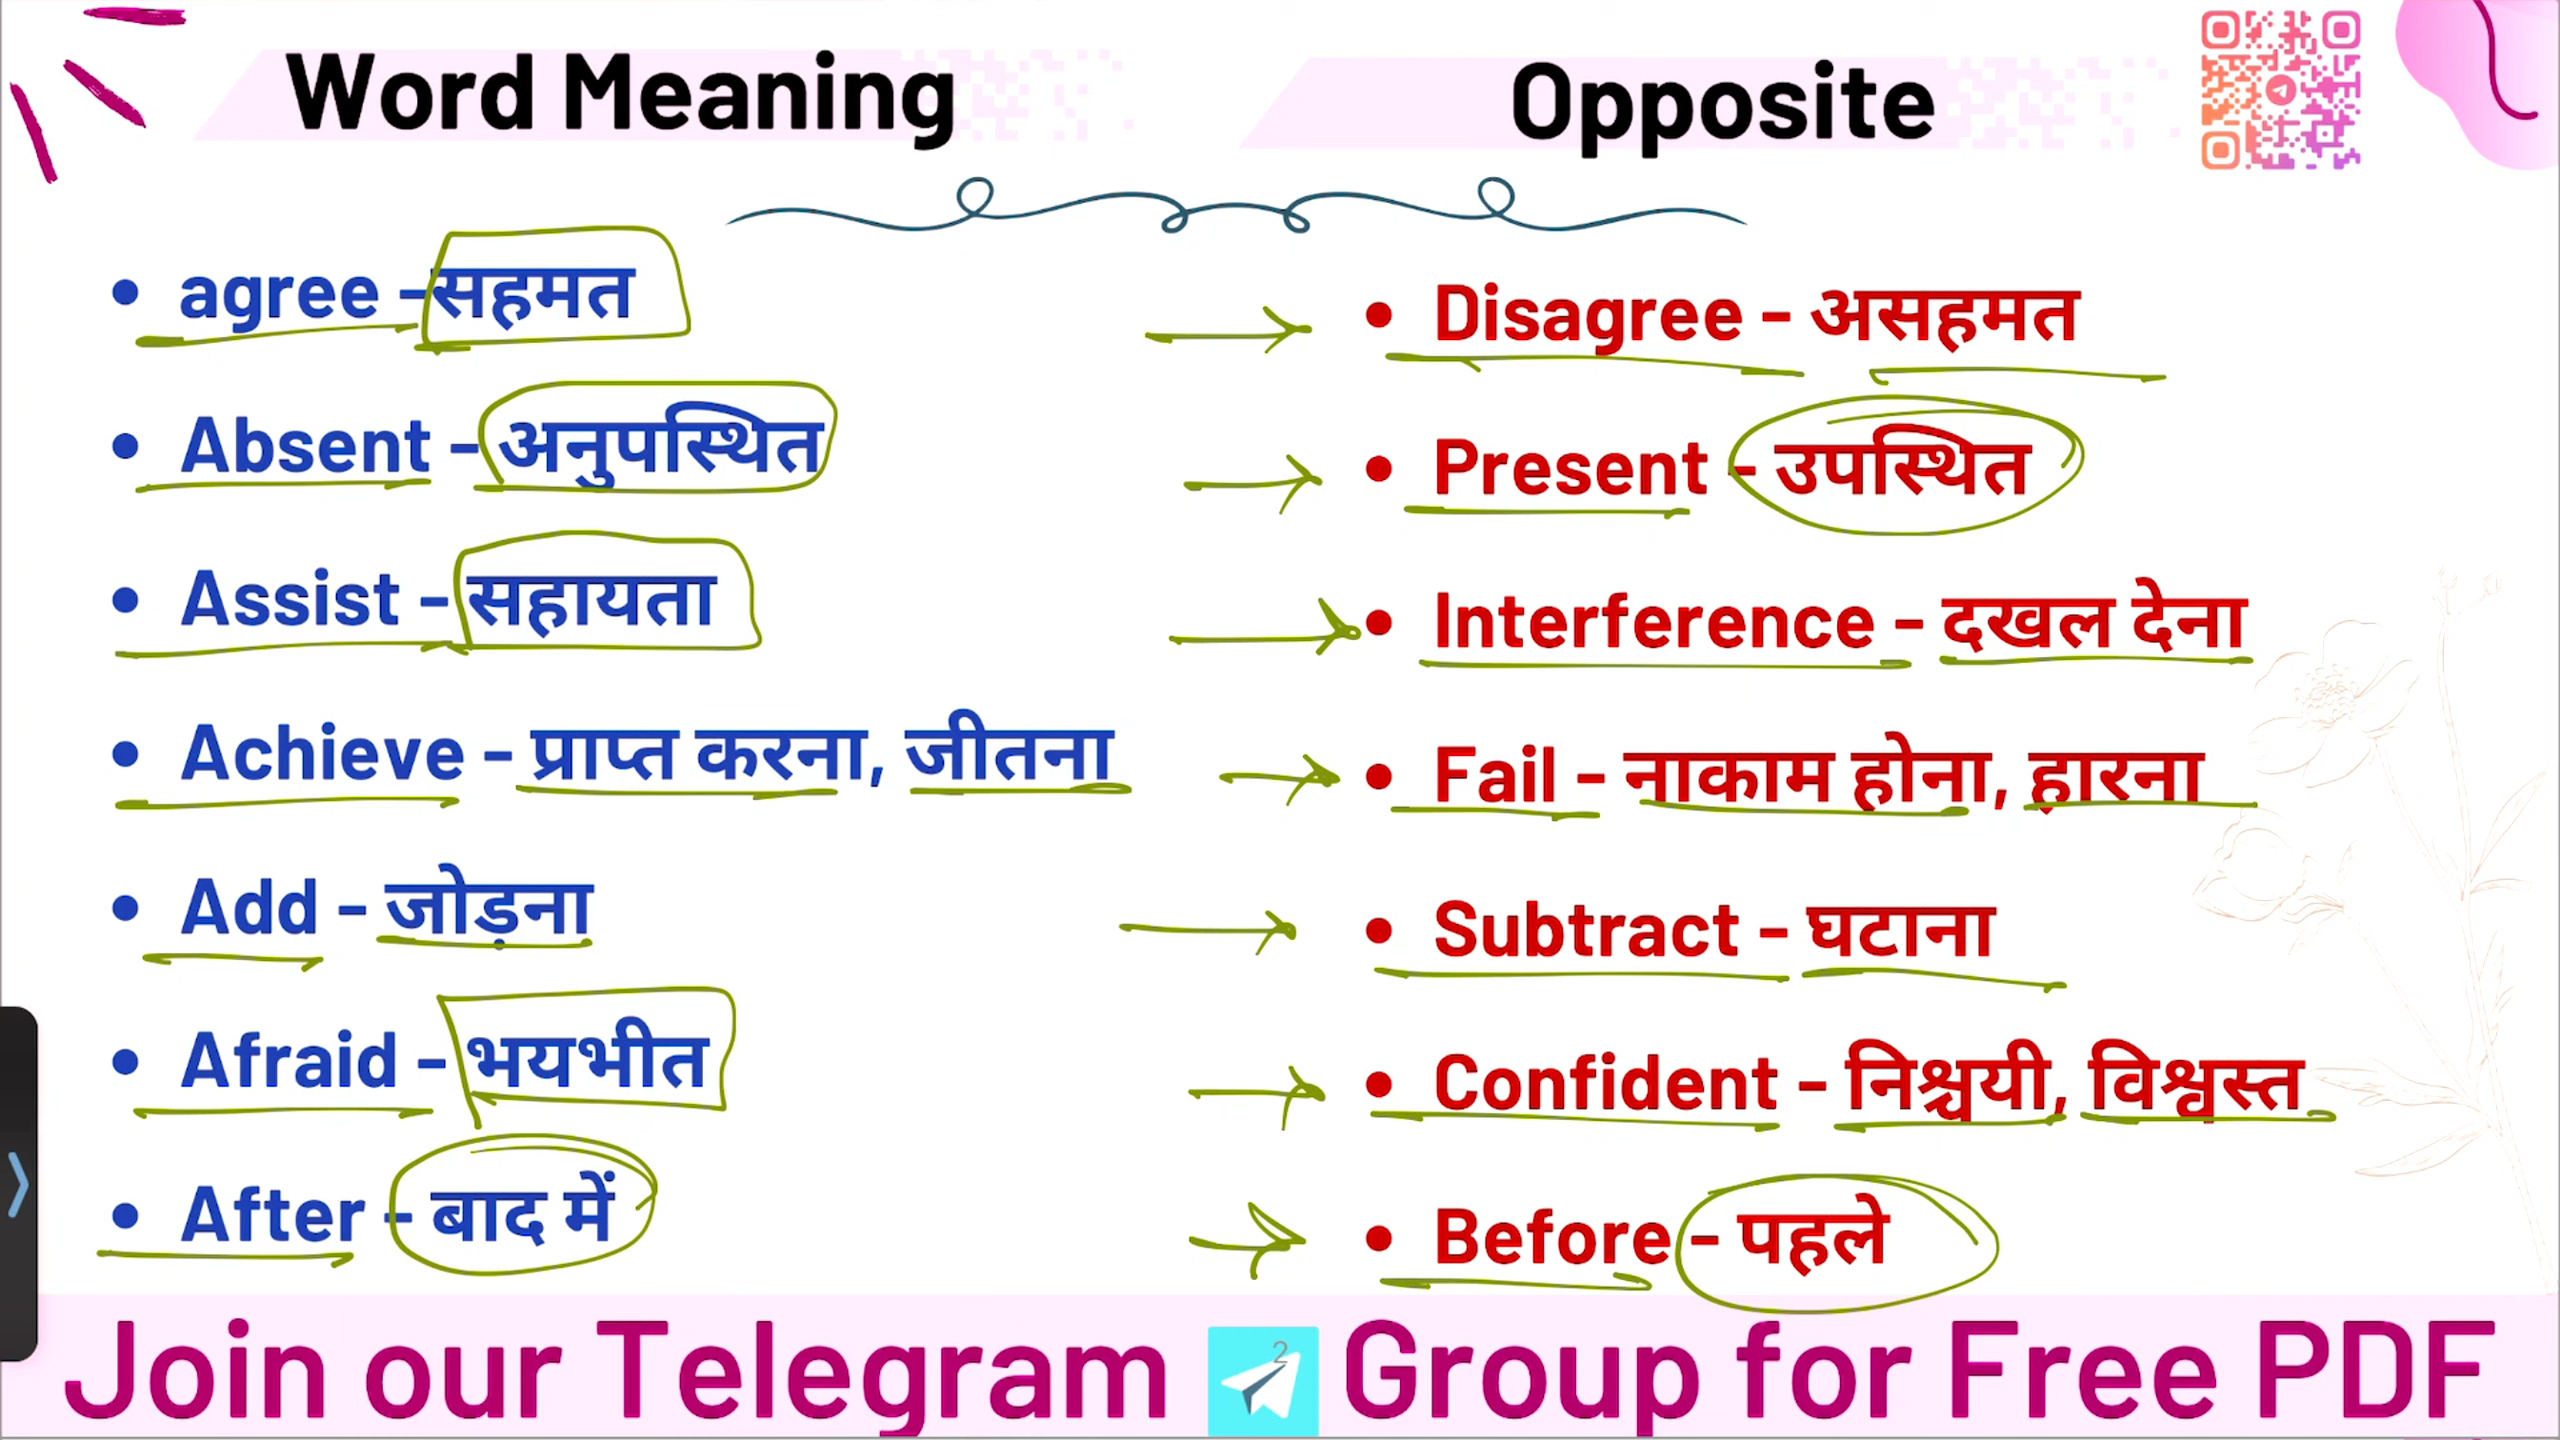 Word Meaning
Opposite
• agree - सहमत
• Disagree - असहमत
• Absent - अनुपस्थित
• Present - उपस्थित
• Assist - सहायता
• Interference - दखल देना
• Achieve - प्राप्त करना, जीतना
• Fail - नाकाम होना, हारना
• Add - जोड़ना
• Subtract - घटाना
• Afraid - भयभीत
• Confident - निश्चयी, विश्वस्त
• After - बाद में
• Before - पहले
Join our Telegram 2 Group for Free PDF